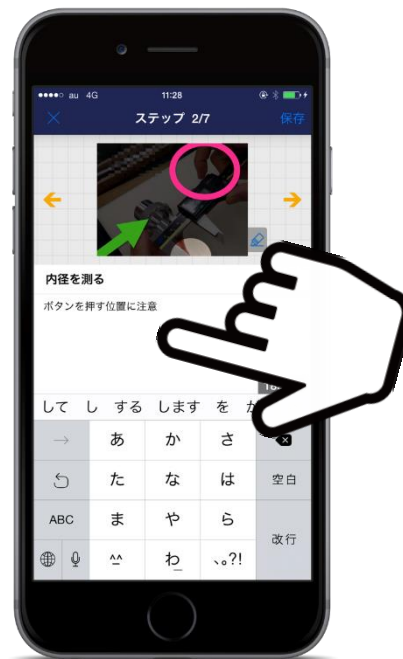 au 4G 11:28
ステップ 2/7 保存
内径を測る
ボタンを押す位置に注意
して し する します を
→ あ か さ
た な は 空白
ABC ま や ら
改行
^^ わ 、。?!